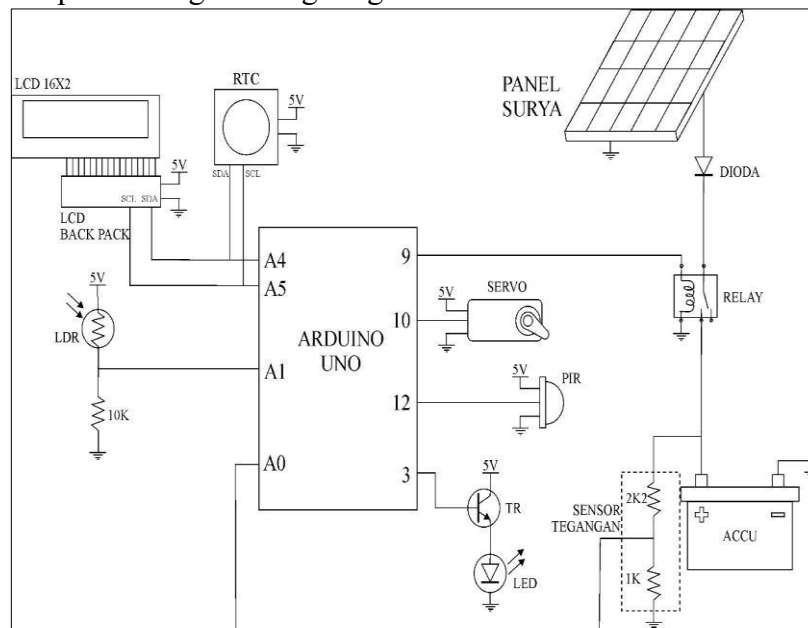 LCD 16X2
RTC
5V
SDA
SCL
5V
SCL SDA
LCD
BACK PACK
PANEL
SURYA
DIODA
RELAY
5V
LDR
10K
A4
A5
A1
A0
ARDUINO
UNO
9
10
12
3
SERVO
5V
PIR
5V
5V
TR
LED
SENSOR
TEGANGAN
2K2
1K
ACCU